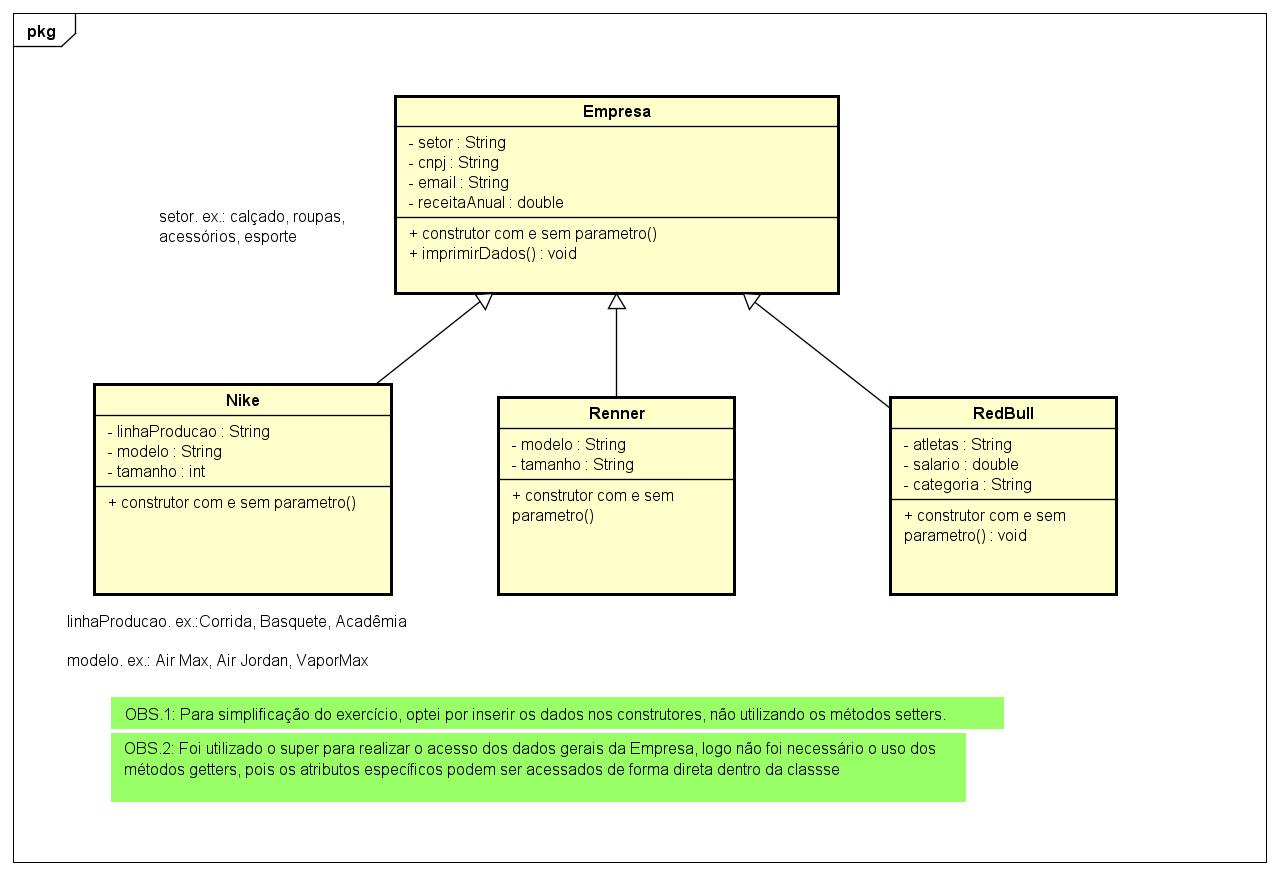 pkg
Empresa
- setor : String
- cnpj : String
- email : String
- receitaAnual : double
+ construtor com e sem parametro()
+ imprimirDados() : void
setor. ex.: calçado, roupas,
acessórios, esporte
Nike
- linhaProducao : String
- modelo : String
- tamanho : int
+ construtor com e sem parametro()
Renner
- modelo : String
- tamanho : String
+ construtor com e sem
parametro()
RedBull
- atletas : String
- salario : double
- categoria : String
+ construtor com e sem
parametro() : void
linhaProducao. ex.:Corrida, Basquete, Acadêmia
modelo. ex.: Air Max, Air Jordan, VaporMax
OBS.1: Para simplificação do exercício, optei por inserir os dados nos construtores, não utilizando os métodos setters.
OBS.2: Foi utilizado o super para realizar o acesso dos dados gerais da Empresa, logo não foi necessário o uso dos
métodos getters, pois os atributos específicos podem ser acessados de forma direta dentro da classse